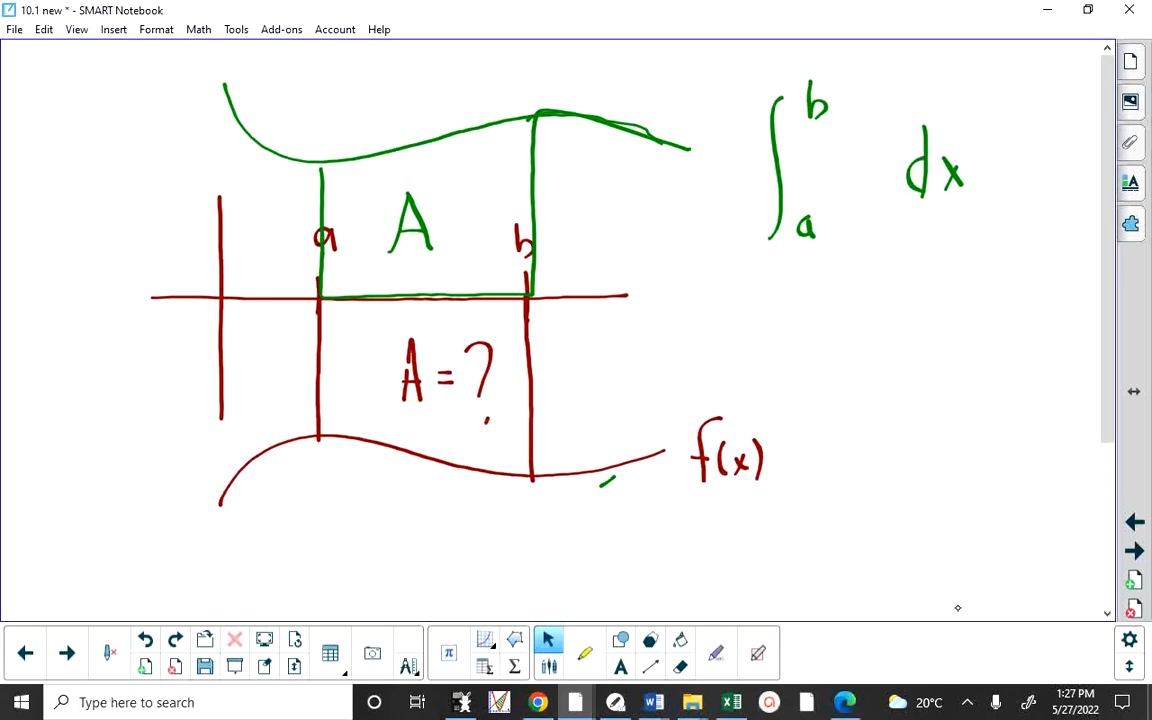 10.1 new * - SMART Notebook
File Edit View Insert Format Math Tools Add-ons Account Help
b
∫ dx
a
A
a b
A = ?
f(x)
Type here to search
20°C
1:27 PM
5/27/2022